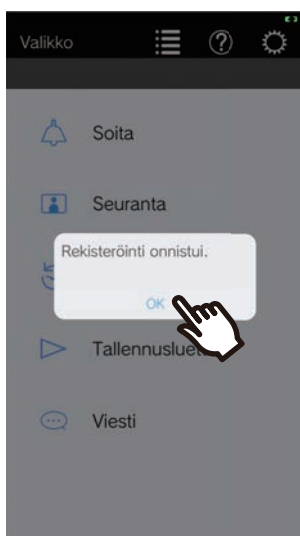 Valikko
Soita
Seuranta
Rekisteröinti onnistui.
OK
Viesti